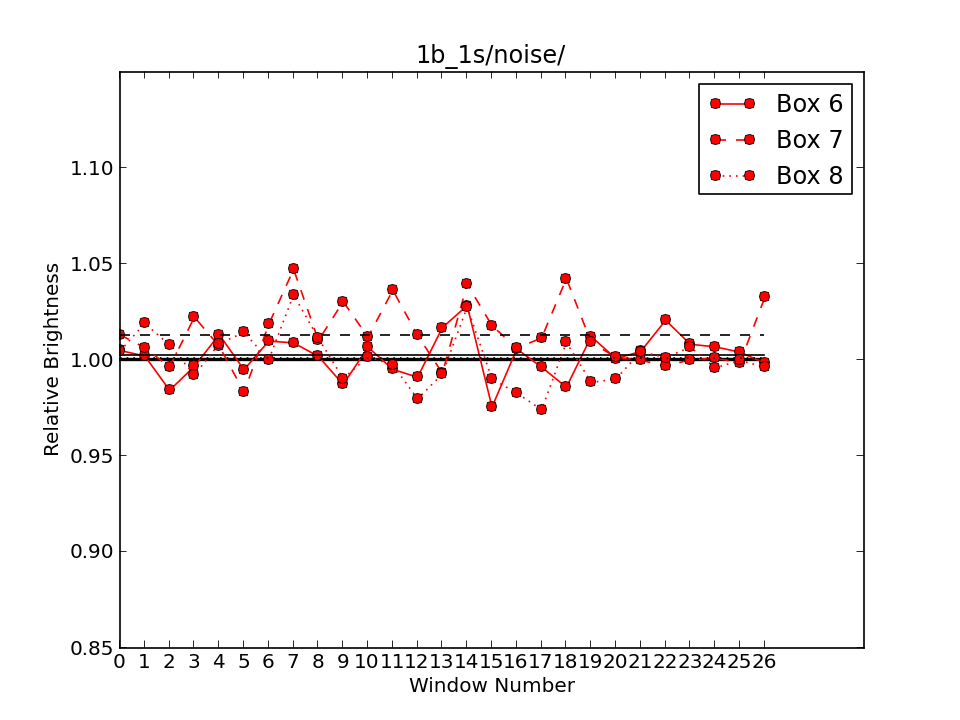 1b_1s/noise/
Box 6
Box 7
Box 8
1.10
1.05
1.00
0.95
0.90
0.85
Relative Brightness
0 1 2 3 4 5 6 7 8 9 10 11 12 13 14 15 16 17 18 19 20 21 22 23 24 25 26
Window Number